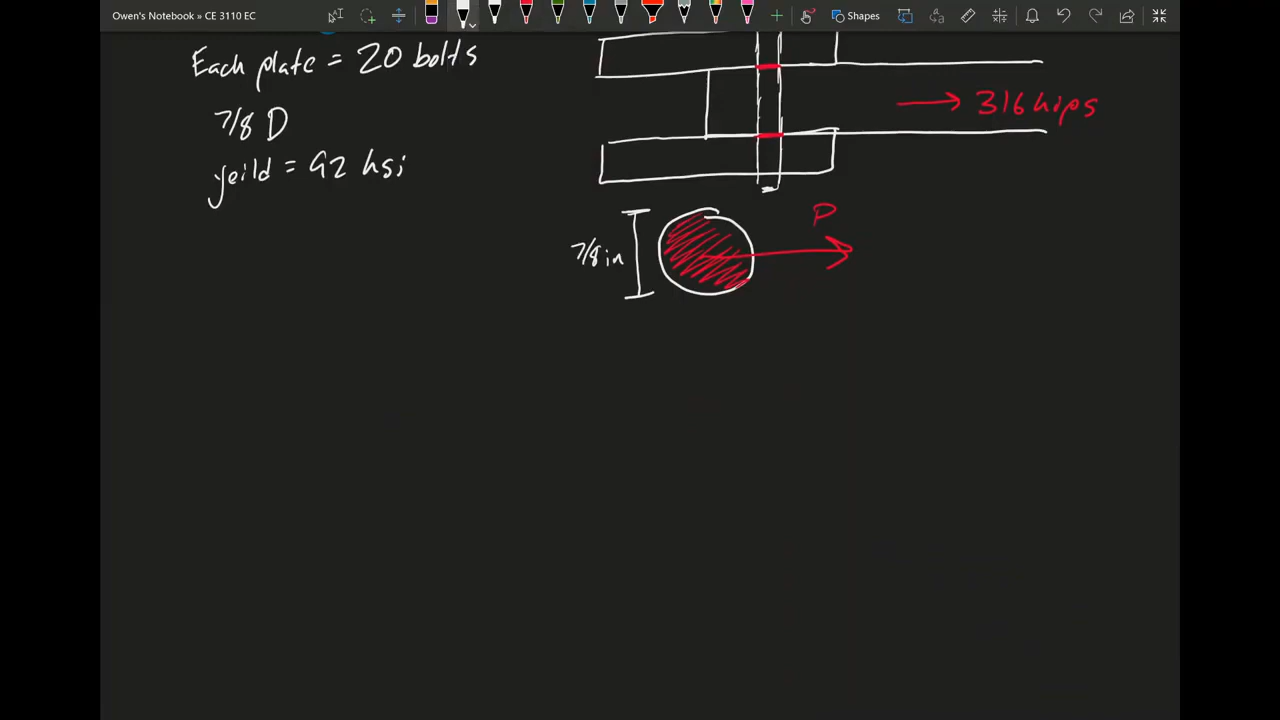 Owen's Notebook » CE 3110 EC
Shapes
Each plate = 20 bolts
7/8 D
yeild = 92 ksi
→ 316 kips
P
7/8 in